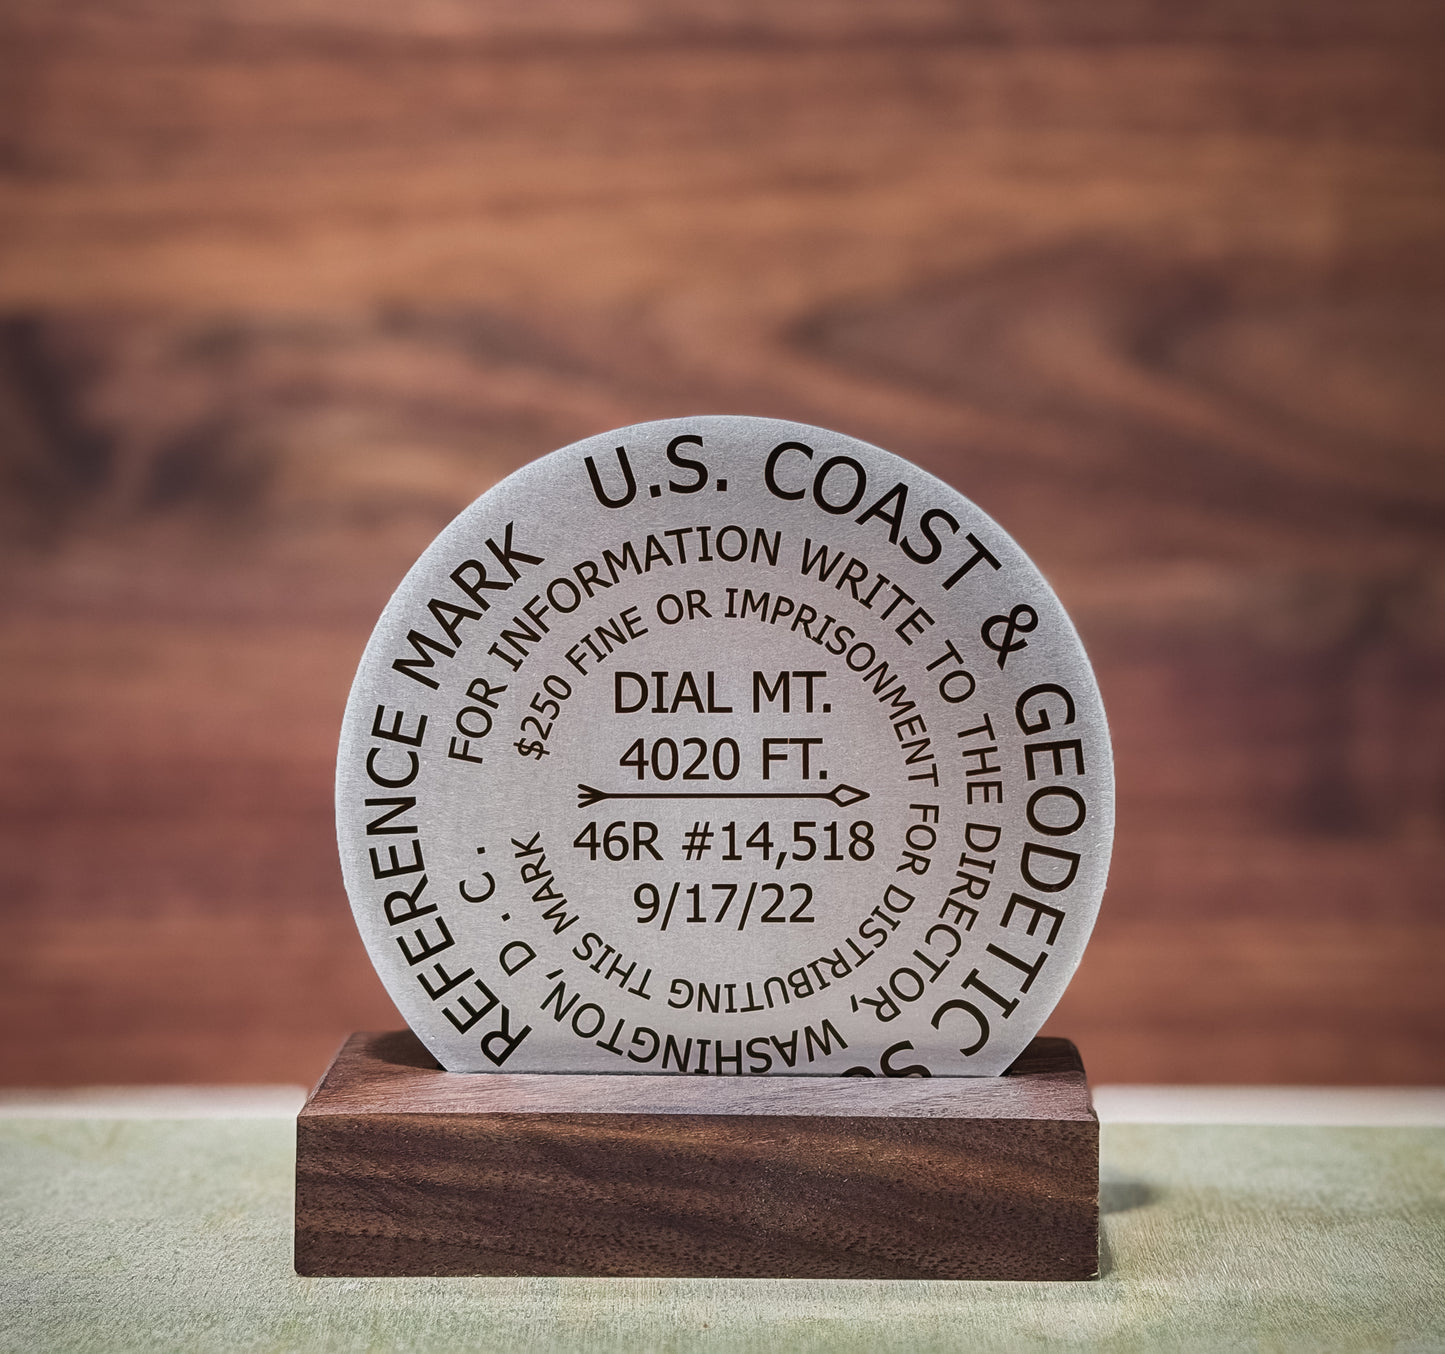 U.S. COAST & GEODETIC
REFERENCE MARK
FOR INFORMATION WRITE TO THE DIRECTOR, WASHINGTON, D.C.
$250 FINE OR IMPRISONMENT FOR DISTRIBUTING THIS MARK
DIAL MT.
4020 FT.
46R #14,518
9/17/22